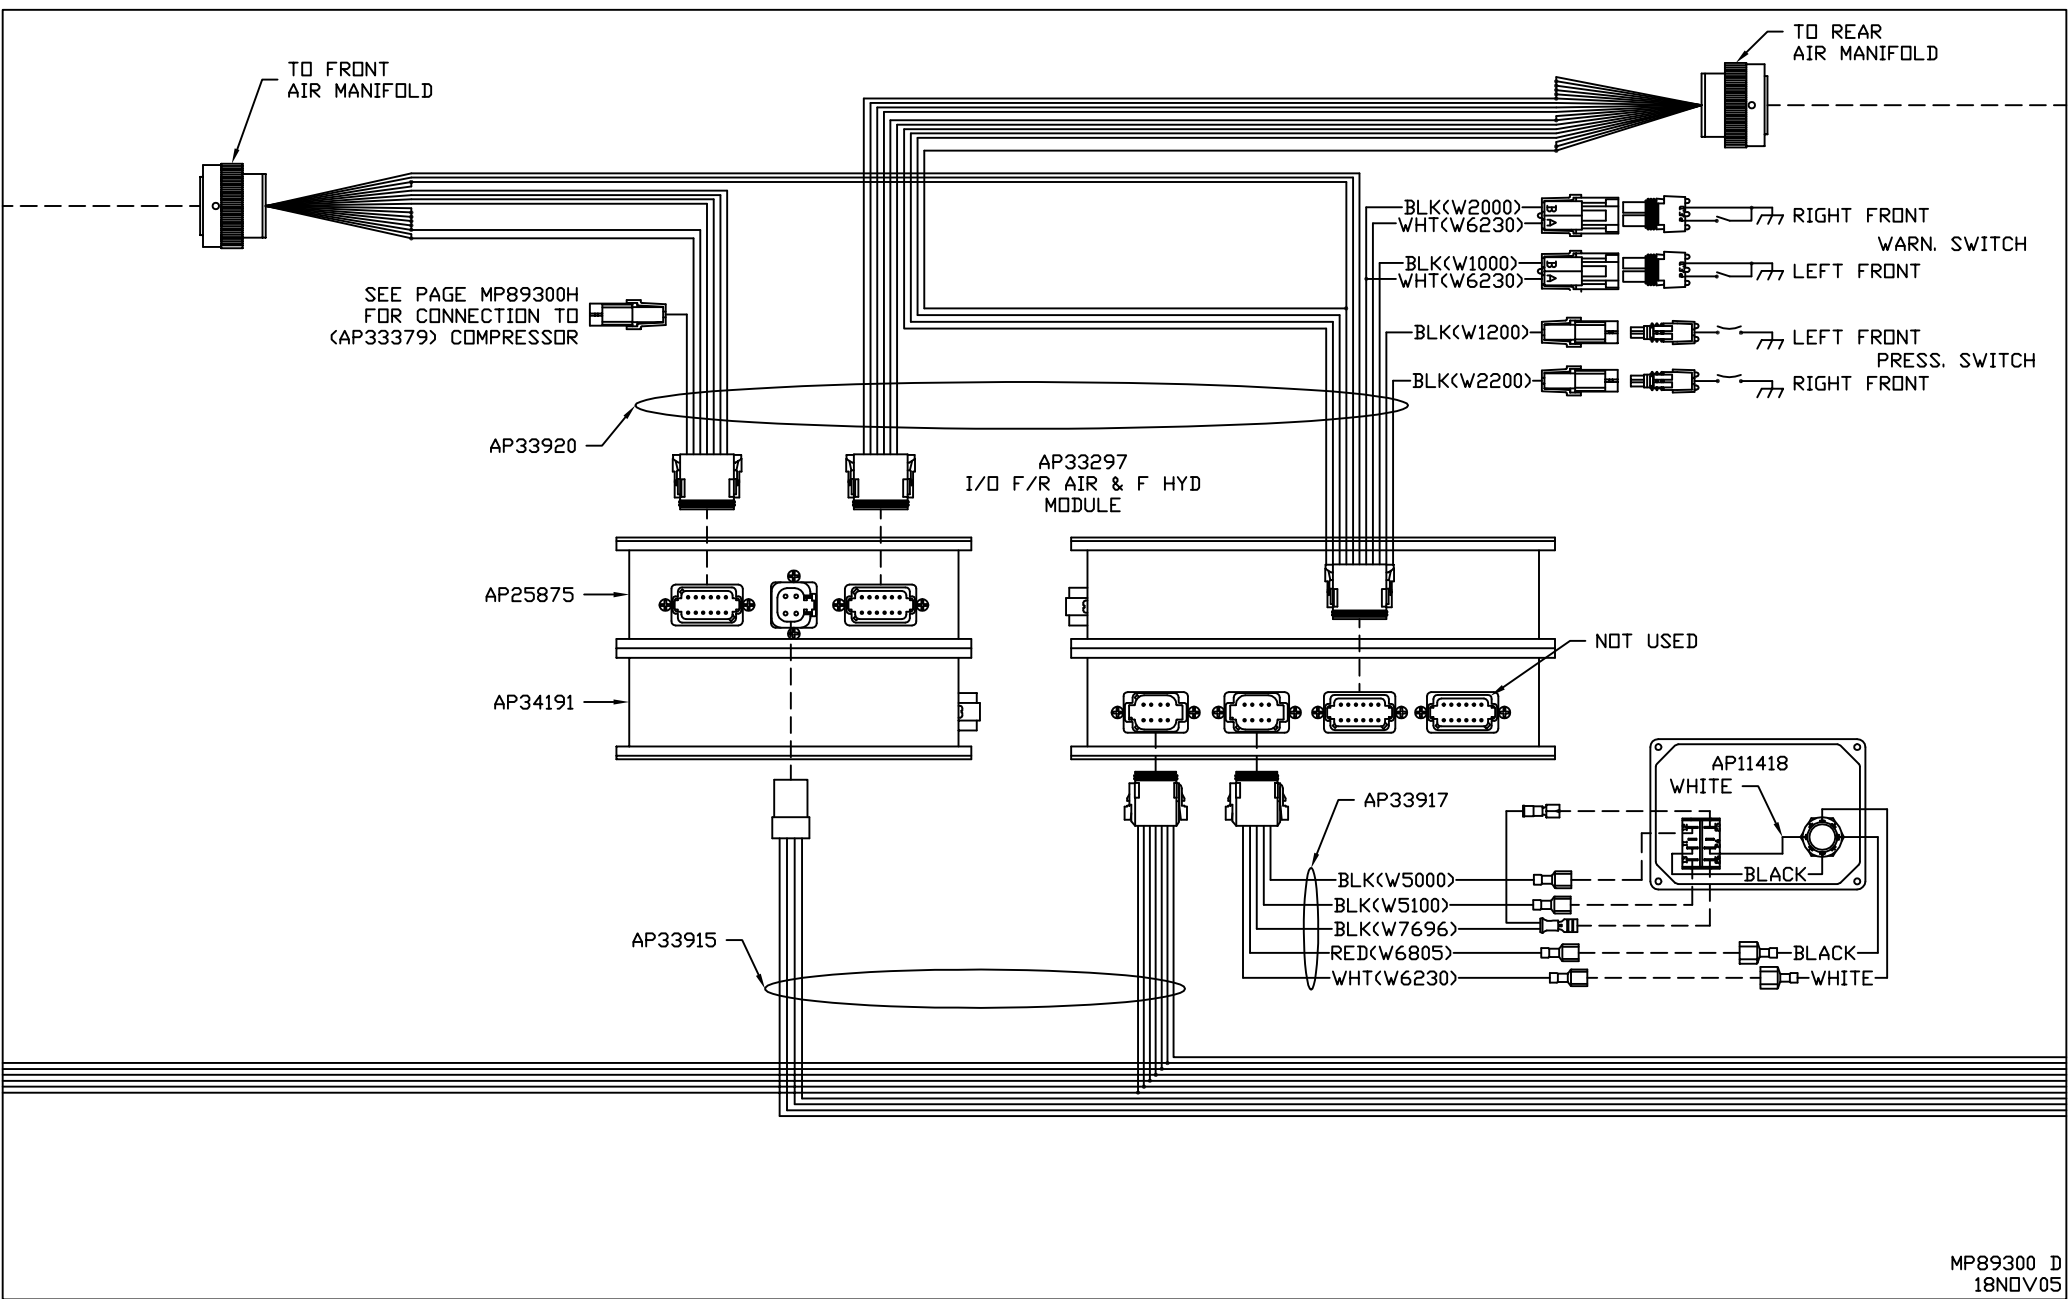 TO FRONT
AIR MANIFOLD
TO REAR
AIR MANIFOLD
BLK(W2000)
WHT(W6230)
B
A
RIGHT FRONT
WARN. SWITCH
BLK(W1000)
WHT(W6230)
B
A
LEFT FRONT
SEE PAGE MP89300H
FOR CONNECTION TO
(AP33379) COMPRESSOR
BLK(W1200)
LEFT FRONT
PRESS. SWITCH
BLK(W2200)
RIGHT FRONT
AP33920
AP33297
I/O F/R AIR & F HYD
MODULE
AP25875
NOT USED
AP34191
AP11418
WHITE
BLACK
AP33917
BLK(W5000)
BLK(W5100)
BLK(W7696)
RED(W6805)
BLACK
WHT(W6230)
WHITE
AP33915
MP89300 D
18NOV05